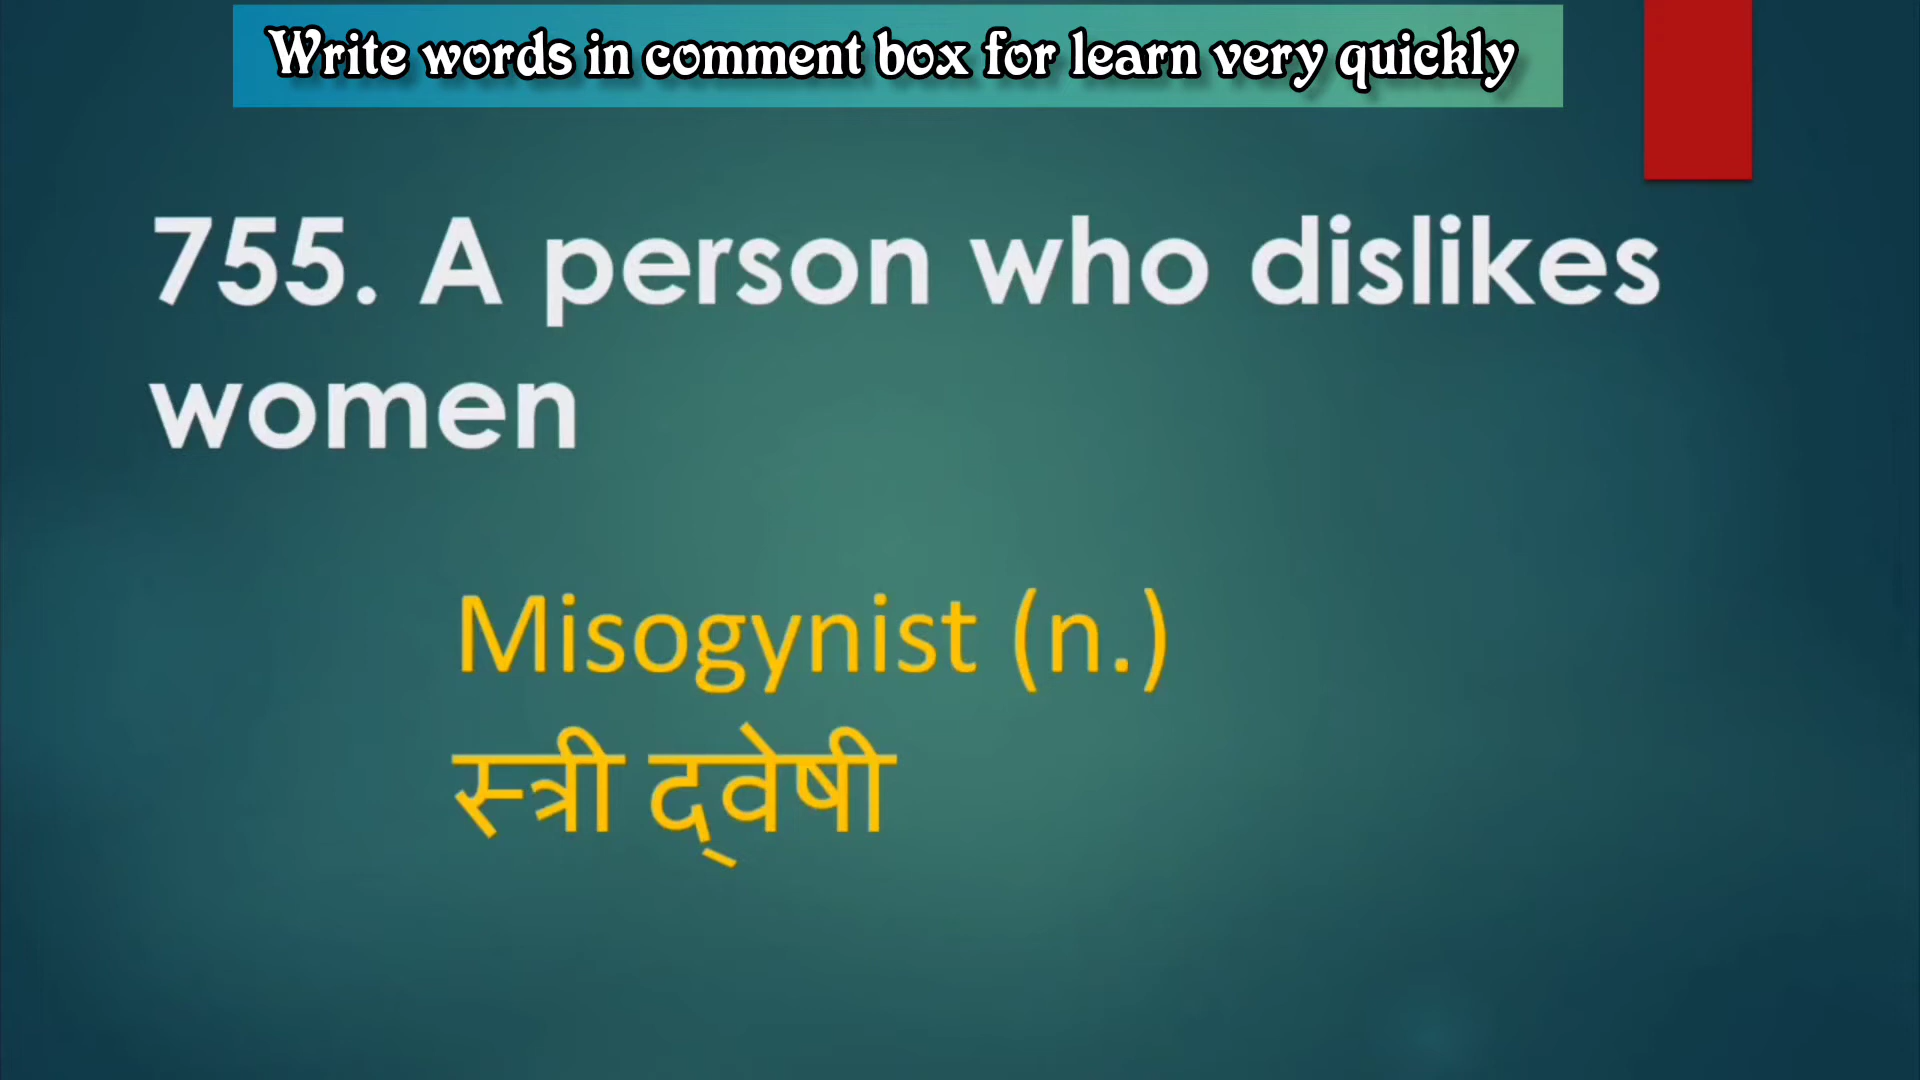 Write words in comment box for learn very quickly
755. A person who dislikes
women
Misogynist (n.)
स्त्री द्वेषी